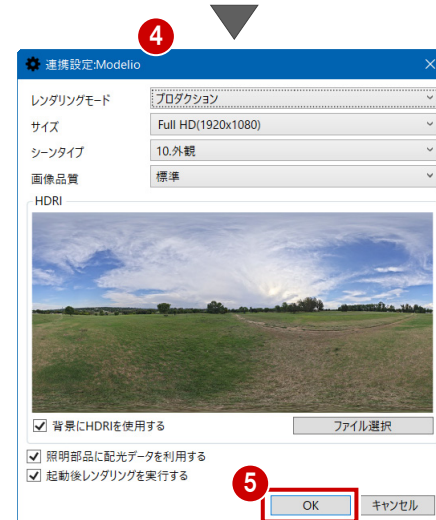 4
連携設定:Modelio
レンダリングモード プロダクション
サイズ Full HD(1920x1080)
シーンタイプ 10.外観
画像品質 標準
HDRI
背景にHDRIを使用する ファイル選択
照明部品に配光データを利用する
起動後レンダリングを実行する
5
OK キャンセル